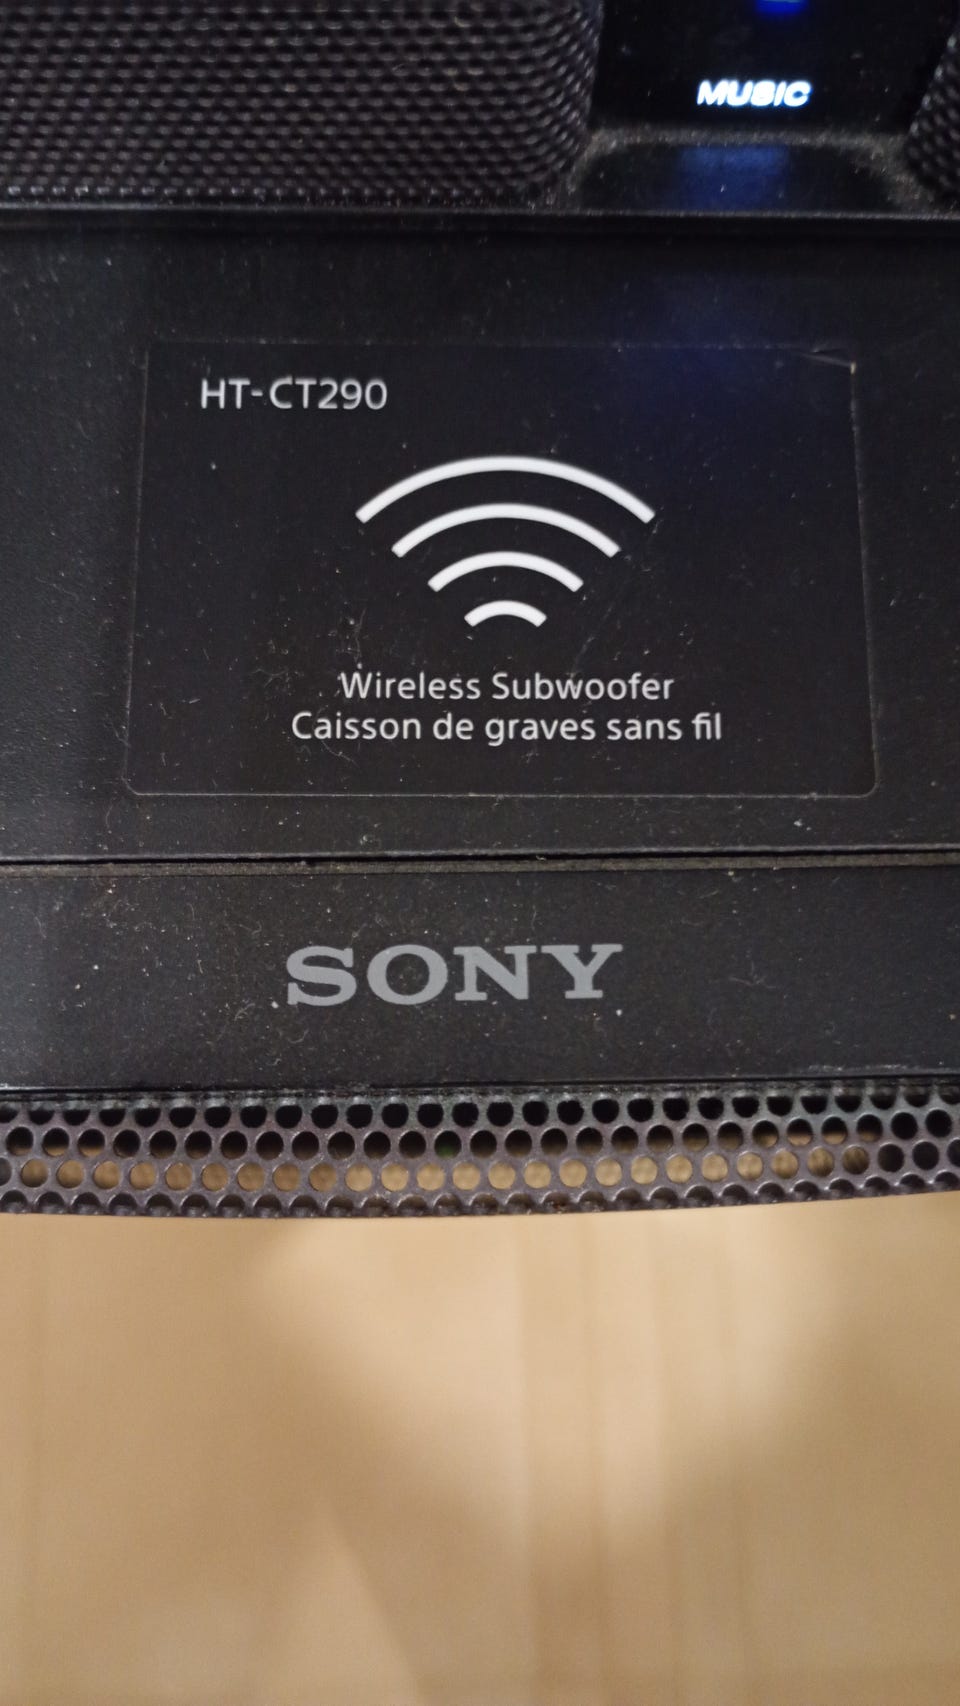 MUSIC
HT-CT290
Wireless Subwoofer
Caisson de graves sans fil
SONY